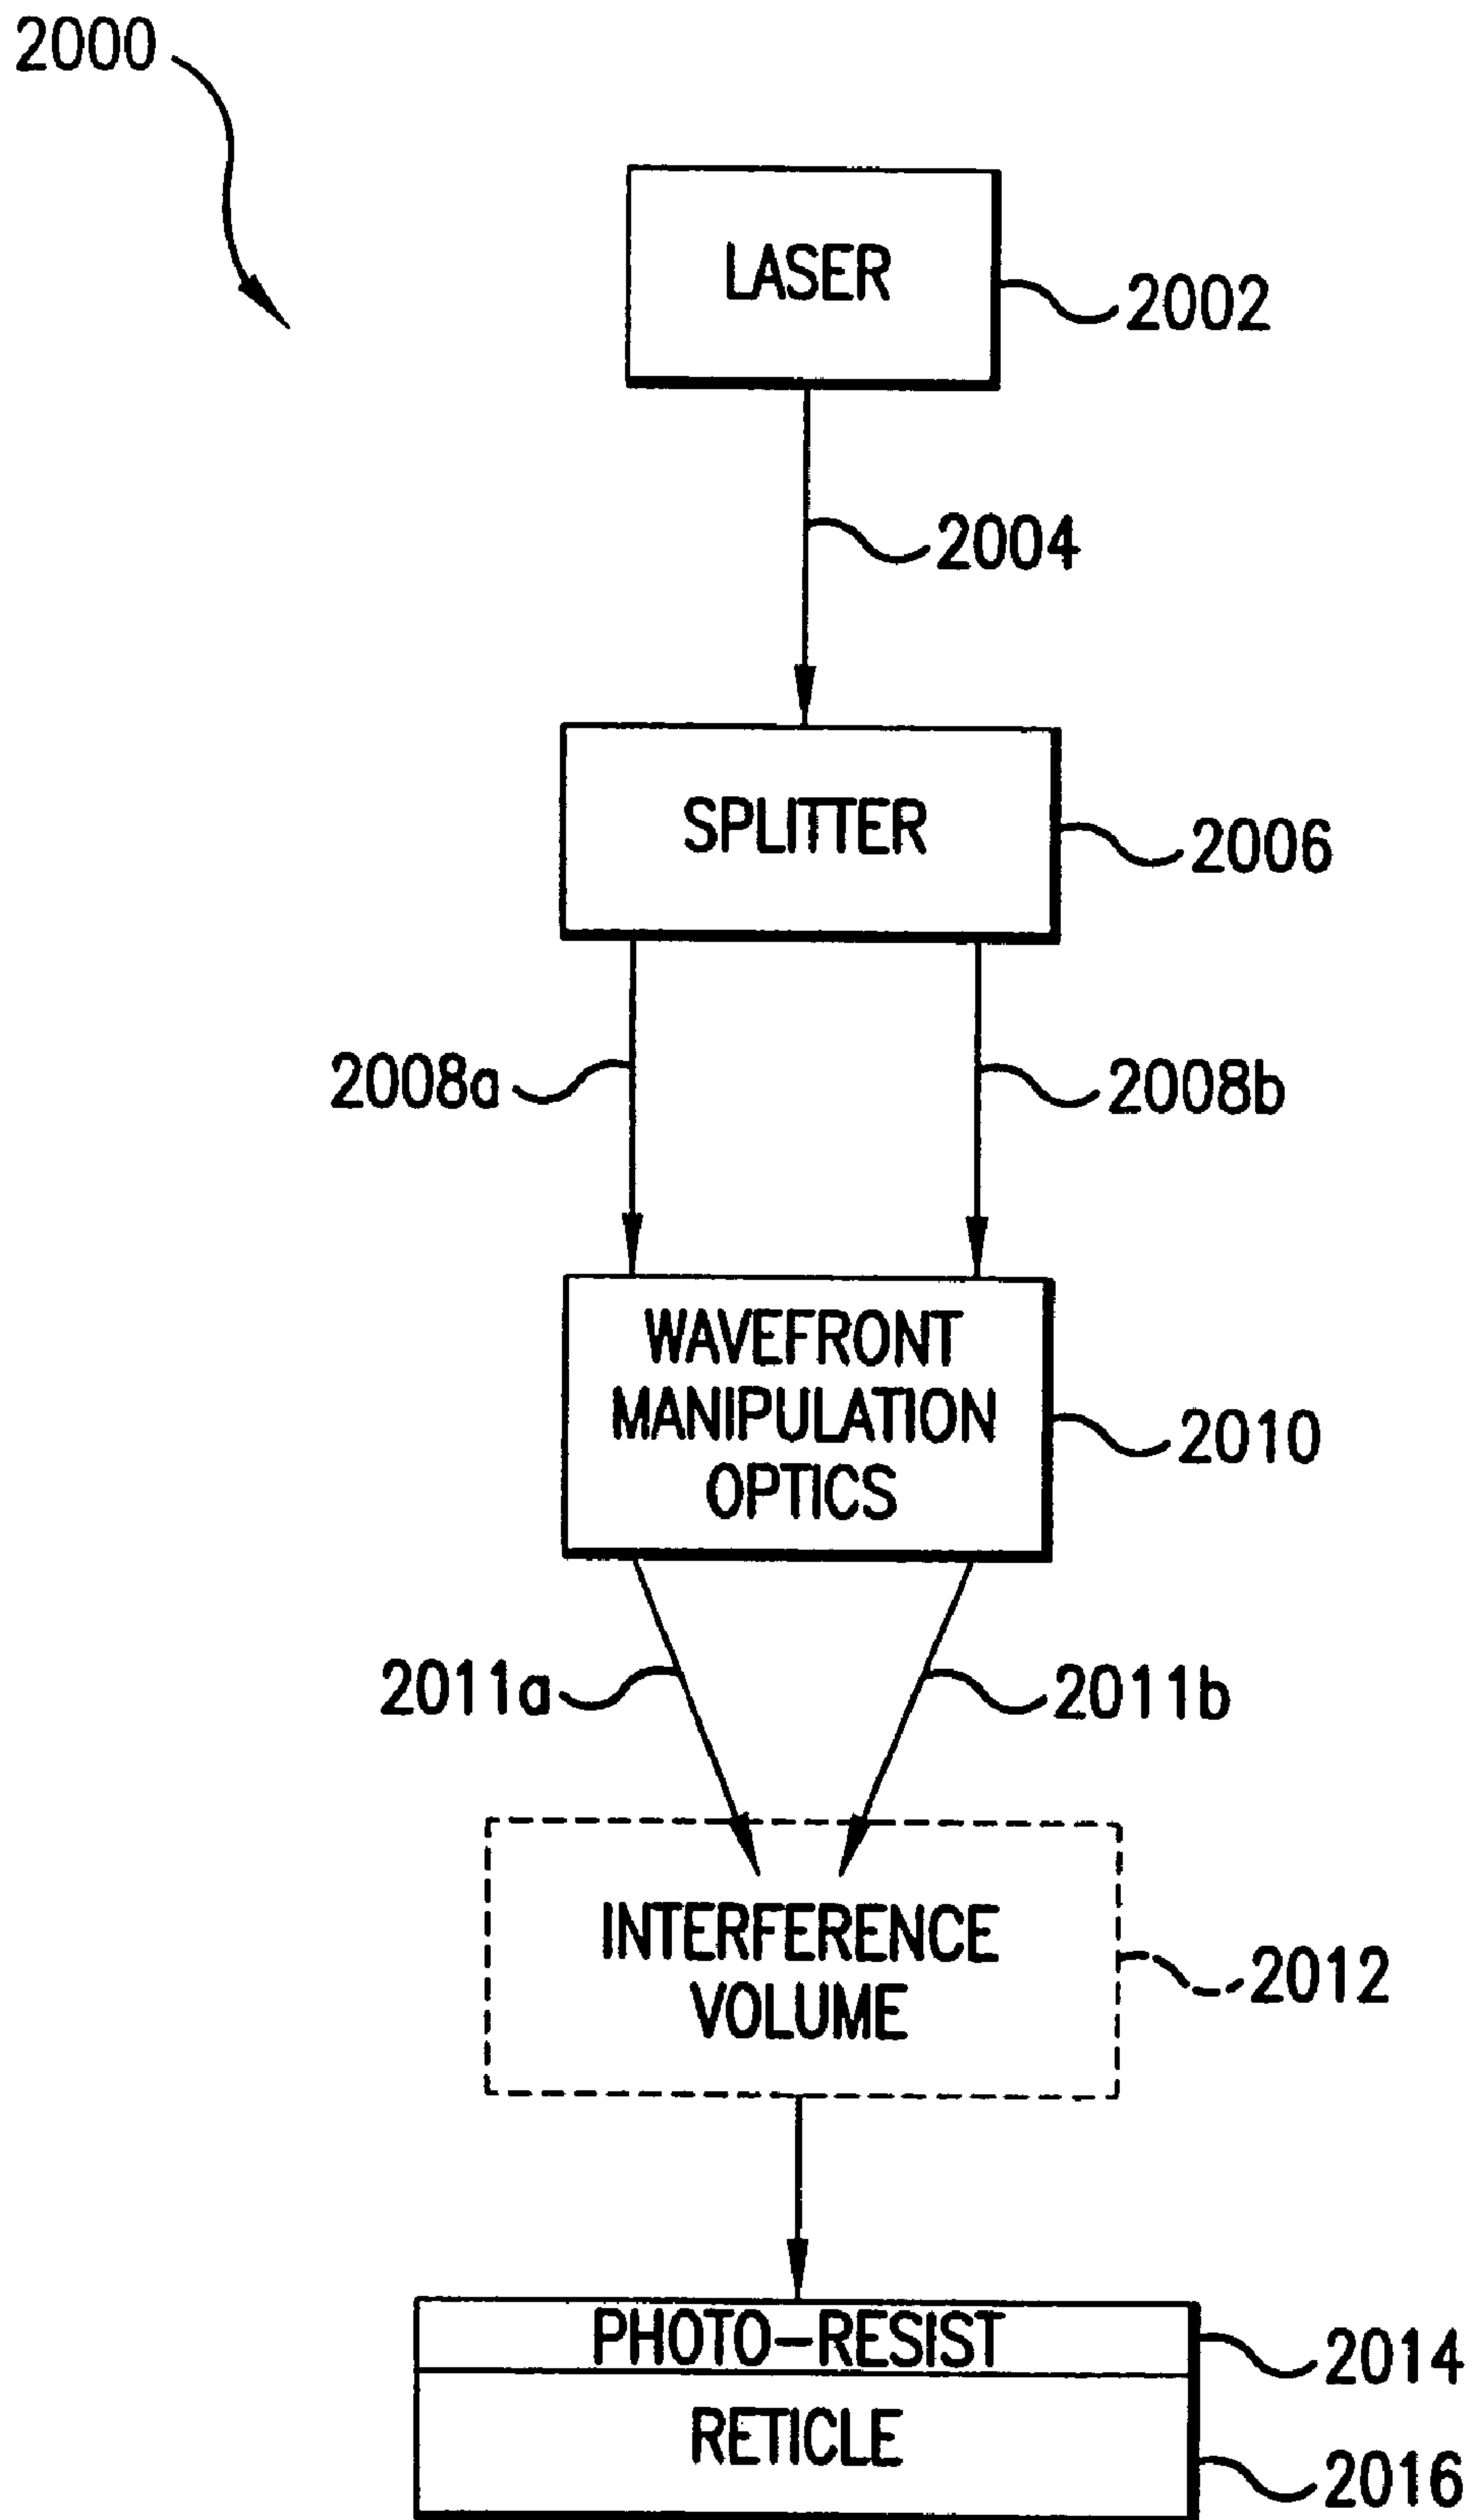 2000
LASER
2002
2004
SPLITTER
2006
2008a
2008b
WAVEFRONT
MANIPULATION
OPTICS
2010
2011a
2011b
INTERFERENCE
VOLUME
2012
PHOTO-RESIST
2014
RETICLE
2016